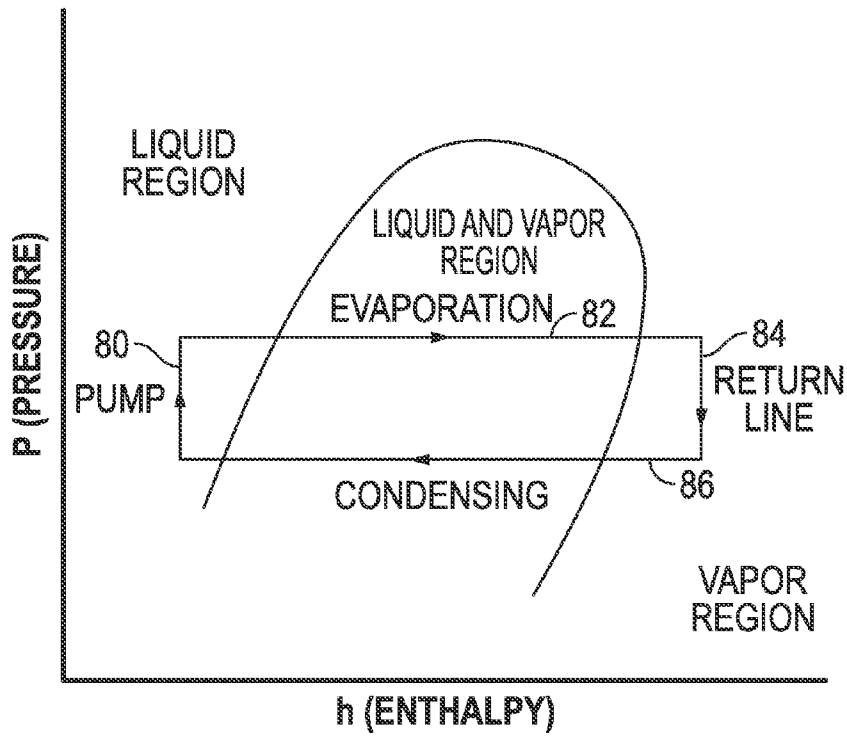 LIQUID
REGION
LIQUID AND VAPOR
REGION
EVAPORATION
82
80
84
PUMP
RETURN
LINE
CONDENSING
86
VAPOR
REGION
P (PRESSURE)
h (ENTHALPY)